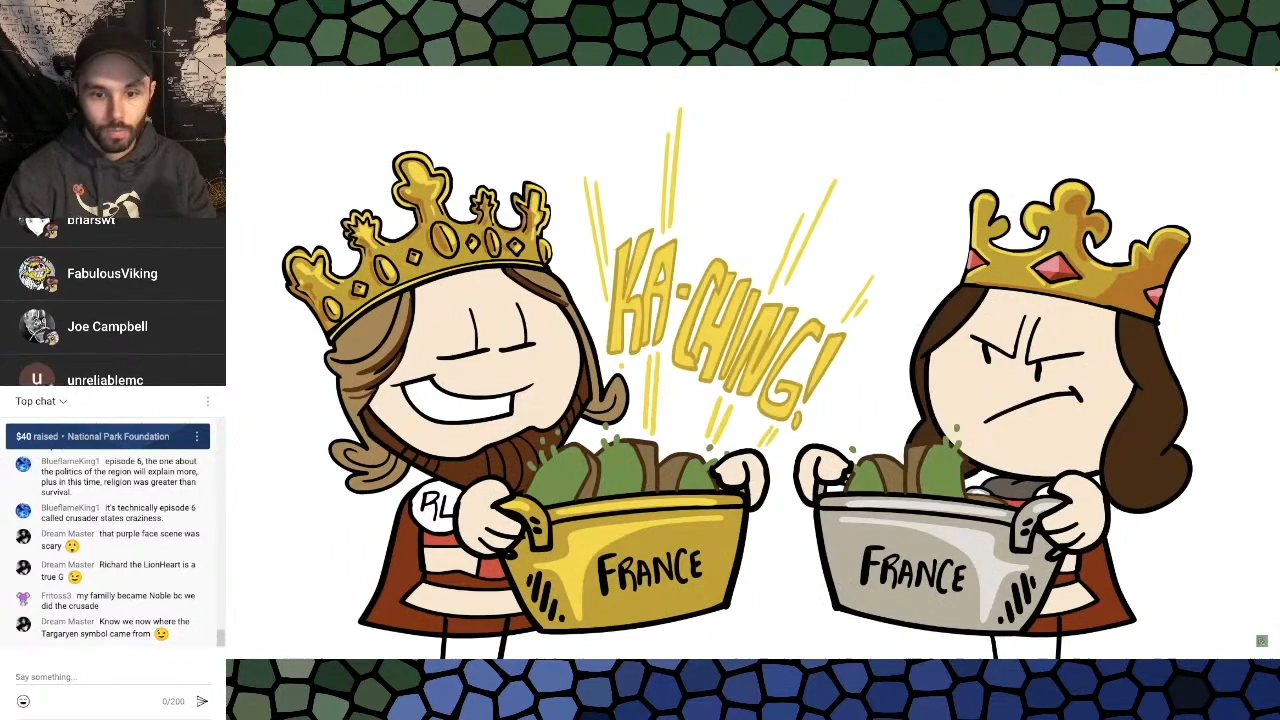 USA
briarswt
FabulousViking
Joe Campbell
u
unreliablemc
Top chat
$40 raised • National Park Foundation
BlueflameKing1 episode 6, the one about
the politics of the region will explain more,
plus in this time, religion was greater than
survival.
BlueflameKing1 it's technically episode 6
called crusader states craziness.
Dream Master that purple face scene was
scary
Dream Master Richard the LionHeart is a
true G
Fritoss3 my familly became Noble bc we
did the crusade
Dream Master Know we now where the
Targaryen symbol came from
Say something...
0/200
KA-CHING!
RL
FRANCE
FRANCE